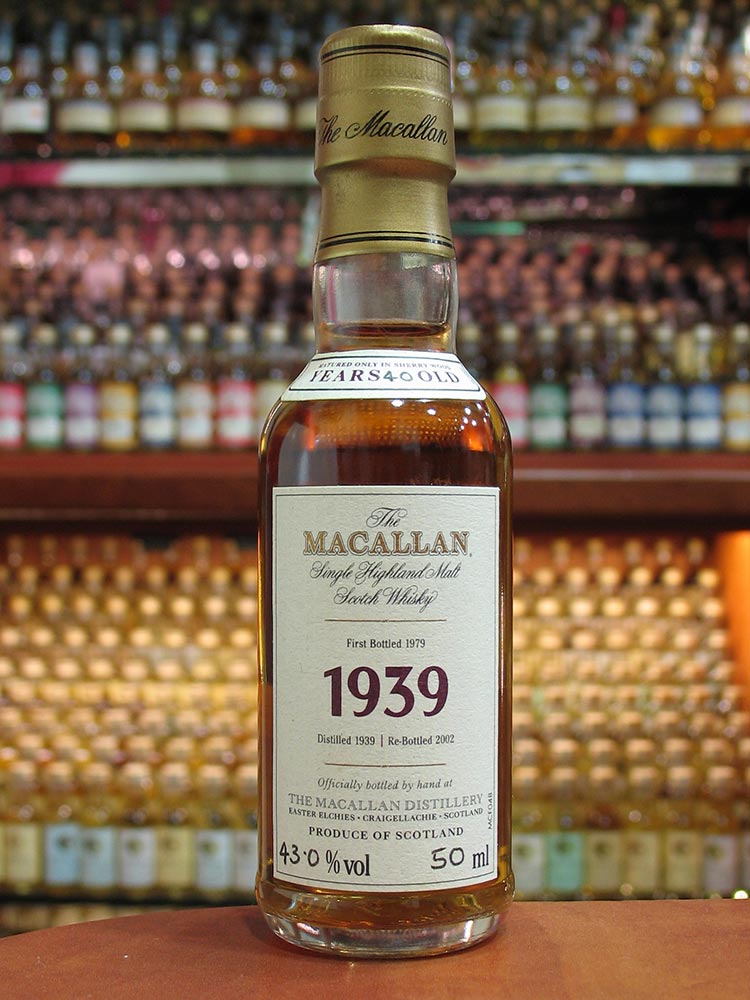 The Macallan
MATURED ONLY IN SHERRY WOOD
YEARS 40 OLD
The
MACALLAN
Single Highland Malt
Scotch Whisky
First Bottled 1979
1939
Distilled 1939 | Re-Bottled 2002
Officially bottled by hand at
THE MACALLAN DISTILLERY
EASTER ELCHIES · CRAIGELLACHIE · SCOTLAND
PRODUCE OF SCOTLAND
43·0 % vol 50 ml